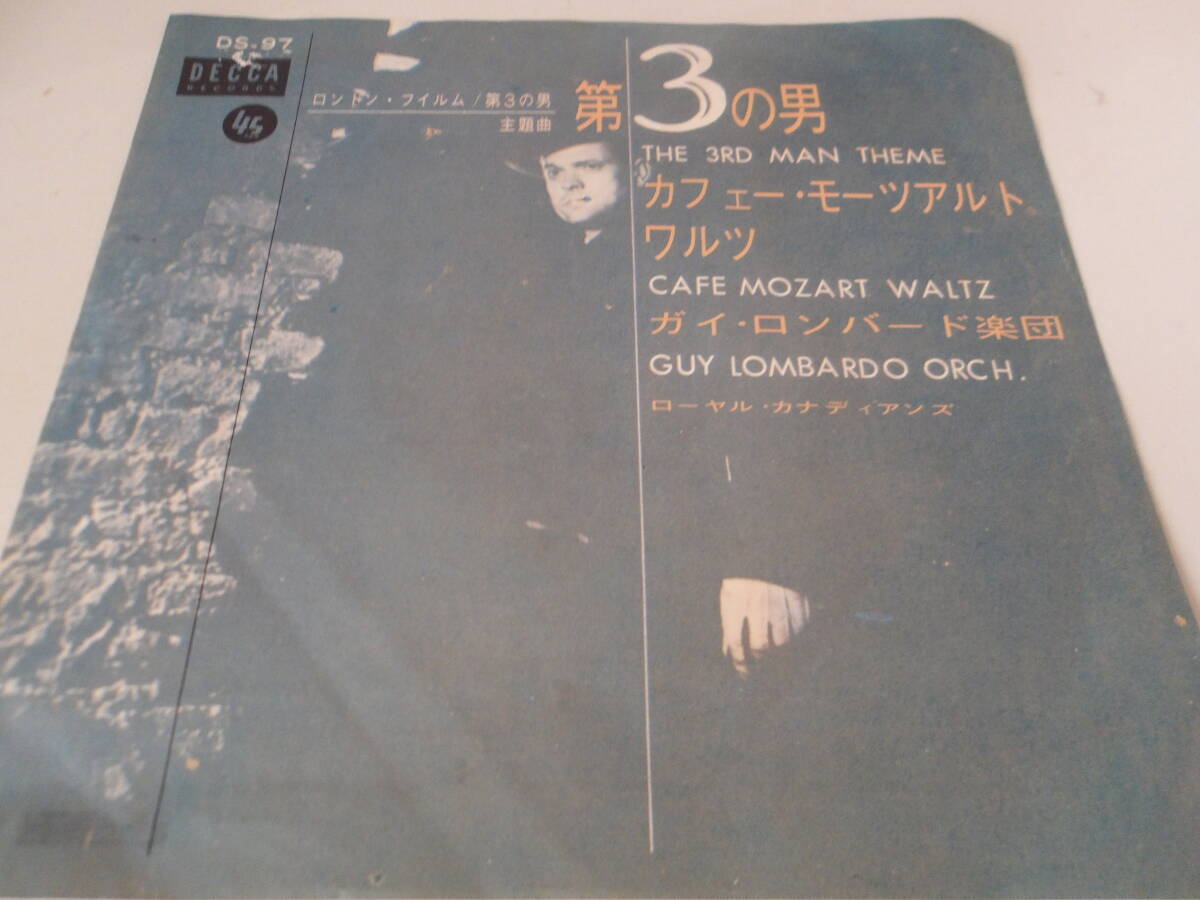 DS-97
DECCA
RECORDS
45
ロンドン・フイルム/第3の男
主題曲
第3の男
THE 3RD MAN THEME
カフェー・モーツアルト
ワルツ
CAFE MOZART WALTZ
ガイ・ロンバード楽団
GUY LOMBARDO ORCH.
ローヤル・カナディアンズ